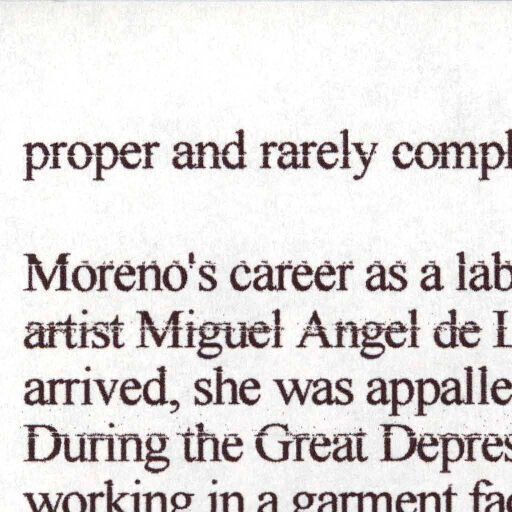 proper and rarely compl
Moreno's career as a lab
artist Miguel Angel de L
arrived, she was appalle
During the Great Depres
working in a garment fac